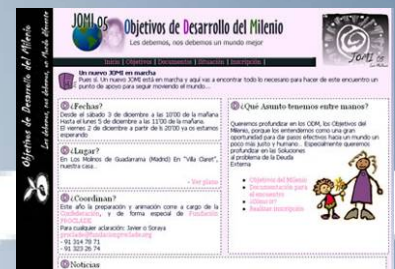 JOMI 05 Objetivos de Desarrollo del Milenio
Les debemos, nos debemos un mundo mejor
JOMI
Inicio | Objetivos | Documentos | Situación | Inscripción |
Un nuevo JOMI en marcha
Pues sí. Un nuevo JOMI está en marcha y aquí vas a encontrar todo lo necesario para hacer de este encuentro un
punto de apoyo para seguir moviendo el mundo...
Objetivos de Desarrollo del Milenio
Les debemos, nos debemos, un Mundo diferente
¿Fechas?
Desde el sábado 3 de diciembre a las 10'00 de la mañana
Hasta el lunes 5 de diciembre a las 11'00 de la mañana.
El viernes 2 de diciembre a partir de ls 20'00 ya os estamos
esperando
¿Lugar?
En Los Molinos de Guadarrama (Madrid) En "Villa Claret",
nuestra casa..
- Ver plano
¿Coordinan?
Este año la preparación y animación corre a cargo de la
Confederación, y de forma especial de Fundación
PROCLADE.
Para cualquier aclaración: Javier o Soraya
proclade@fundacionproclade.org
- 91 314 78 71
- 91 323 26 74
Noticias
¿Qué Asunto tenemos entre manos?
Queremos profundizar en los ODM, los Objetivos del
Milenio, porque los entendemos como una gran
oportunidad para dar pasos efectivos hacia un mundo un
poco más justo y humano.. Especialmente queremos
profundizar en las Soluciones
al problema de la Deuda
Externa
Objetivos del Milenio
Documentación para
el encuentro
Realizar inscripción